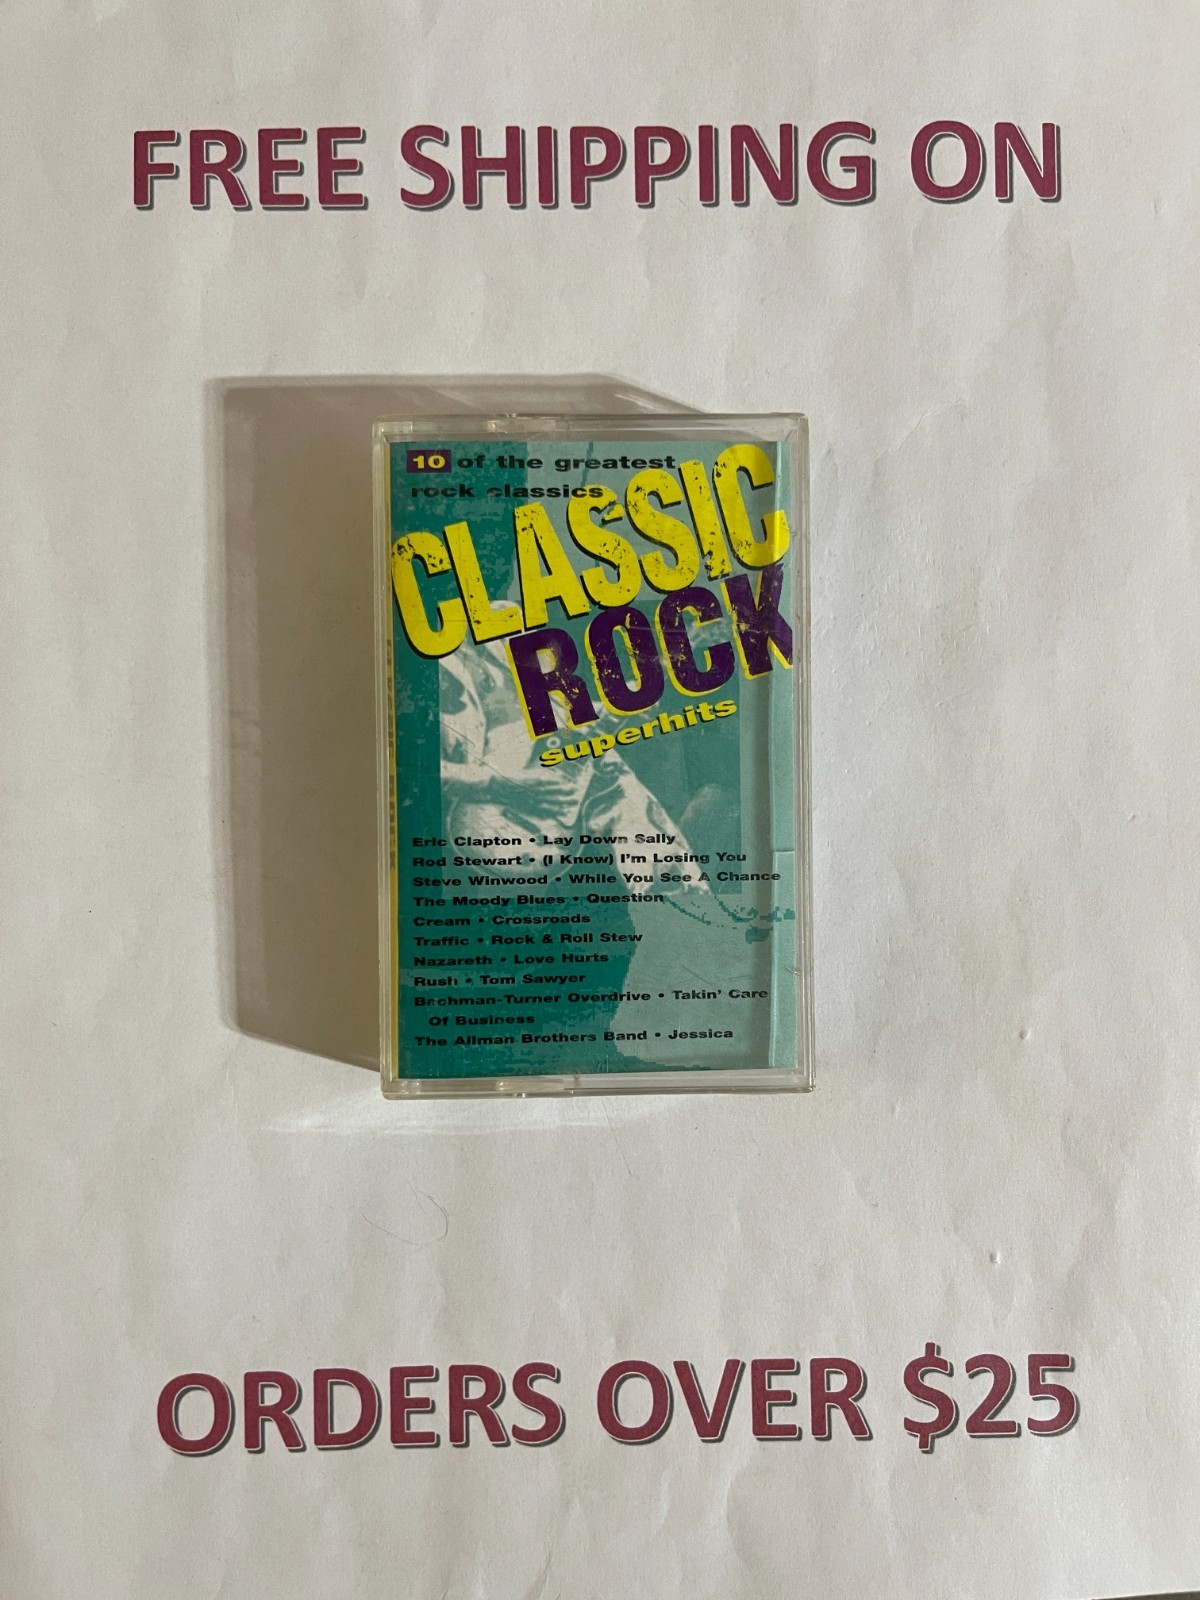 FREE SHIPPING ON
10 of the greatest
rock classics
CLASSIC
ROCK
superhits
Eric Clapton • Lay Down Sally
Rod Stewart • (I Know) I'm Losing You
Steve Winwood • While You See A Chance
The Moody Blues • Question
Cream • Crossroads
Traffic • Rock & Roll Stew
Nazareth • Love Hurts
Rush • Tom Sawyer
Bachman-Turner Overdrive • Takin' Care
Of Business
The Allman Brothers Band • Jessica
ORDERS OVER $25